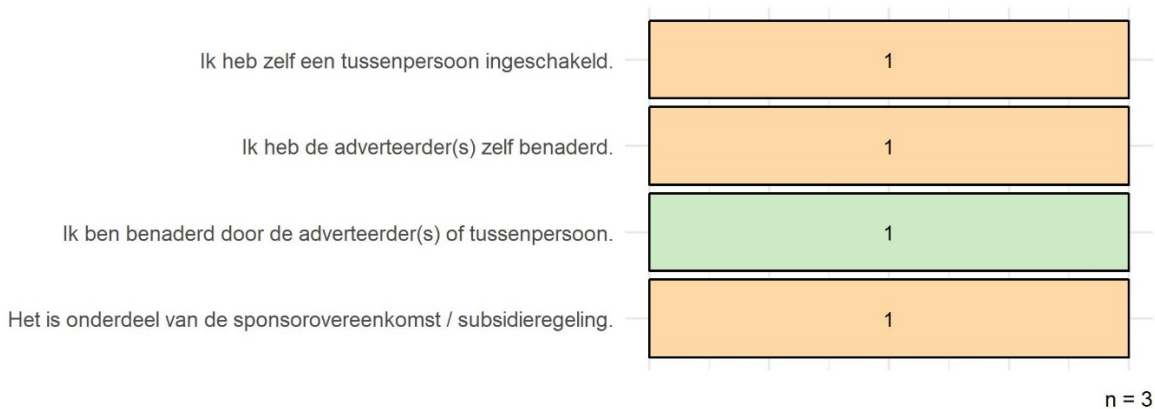 Ik heb zelf een tussenpersoon ingeschakeld.
1
Ik heb de adverteerder(s) zelf benaderd.
1
Ik ben benaderd door de adverteerder(s) of tussenpersoon.
1
Het is onderdeel van de sponsorovereenkomst / subsidieregeling.
1
n = 3